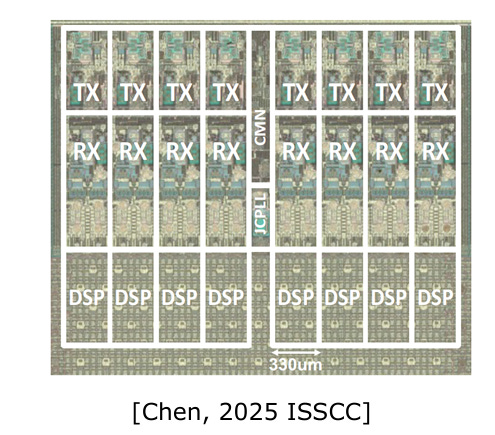 TX TX TX TX TX TX TX TX
CMN
RX RX RX RX RX RX RX RX
JCPLL
DSP DSP DSP DSP DSP DSP DSP DSP
330um
[Chen, 2025 ISSCC]